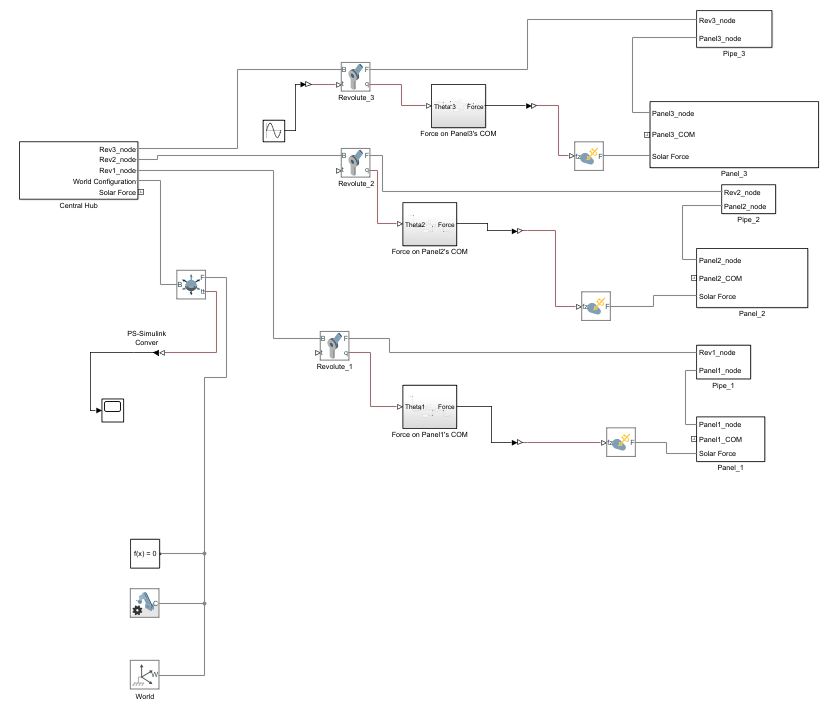 Rev3_node
Panel3_node
Pipe_3
B
F
t
q
Revolute_3
Theta3
Force
Force on Panel3's COM
Panel3_node
Panel3_COM
Solar Force
Panel_3
fz
F
Rev3_node
Rev2_node
Rev1_node
World Configuration
Solar Force
Central Hub
B
F
t
q
Revolute_2
Rev2_node
Panel2_node
Pipe_2
Theta2
Force
Force on Panel2's COM
Panel2_node
Panel2_COM
Solar Force
Panel_2
fz
F
B
F
PS-Simulink
Conver
B
F
t
q
Revolute_1
Rev1_node
Panel1_node
Pipe_1
Theta1
Force
Force on Panel1's COM
Panel1_node
Panel1_COM
Solar Force
Panel_1
fz
F
f(x) = 0
C
W
World